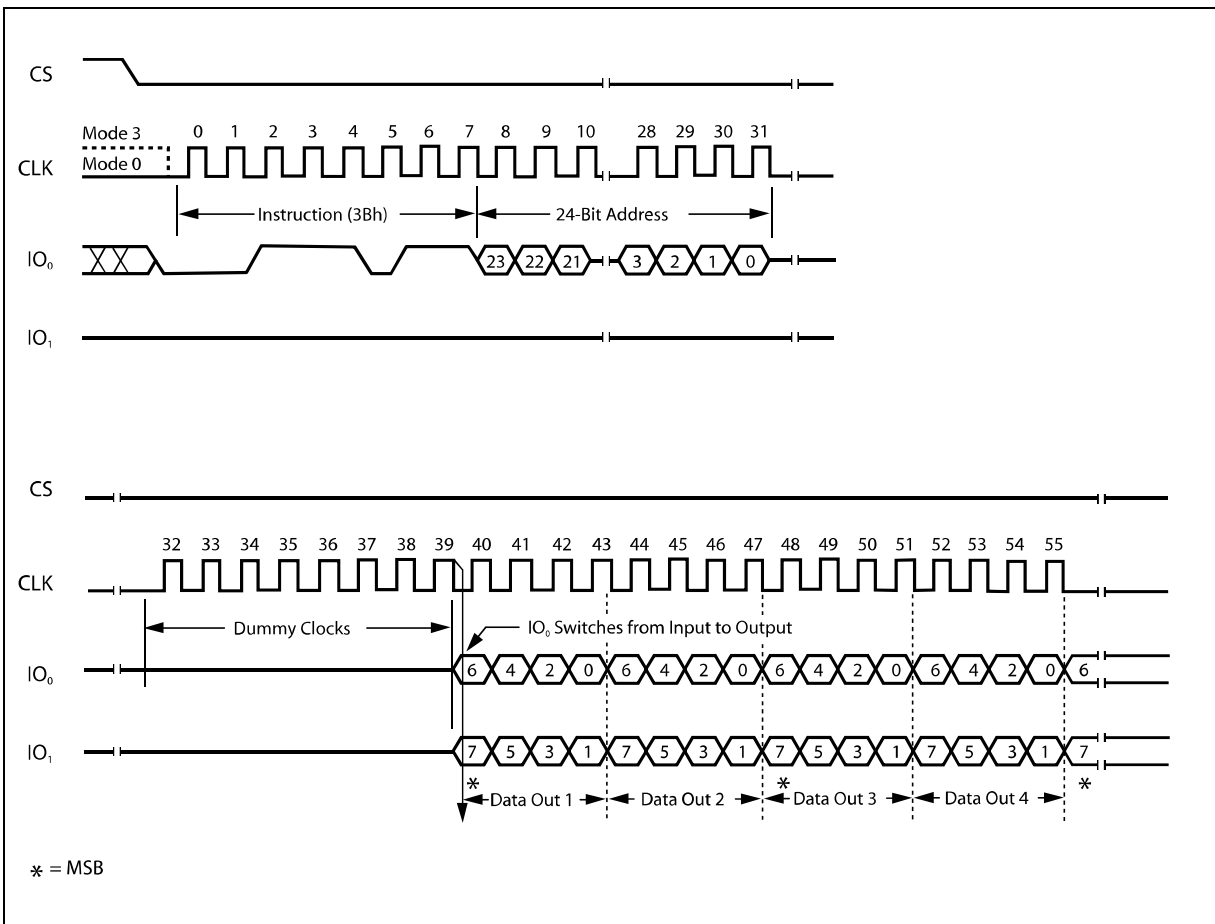 CS
Mode 3
0 1 2 3 4 5 6 7 8 9 10 28 29 30 31
Mode 0
CLK
Instruction (3Bh) 24-Bit Address
IO₀ 23 22 21 3 2 1 0
IO₁
CS
32 33 34 35 36 37 38 39 40 41 42 43 44 45 46 47 48 49 50 51 52 53 54 55
CLK
Dummy Clocks IO₀ Switches from Input to Output
IO₀ 6 4 2 0 6 4 2 0 6 4 2 0 6 4 2 0 6
IO₁ 7 5 3 1 7 5 3 1 7 5 3 1 7 5 3 1 7
* * *
Data Out 1 Data Out 2 Data Out 3 Data Out 4
* = MSB